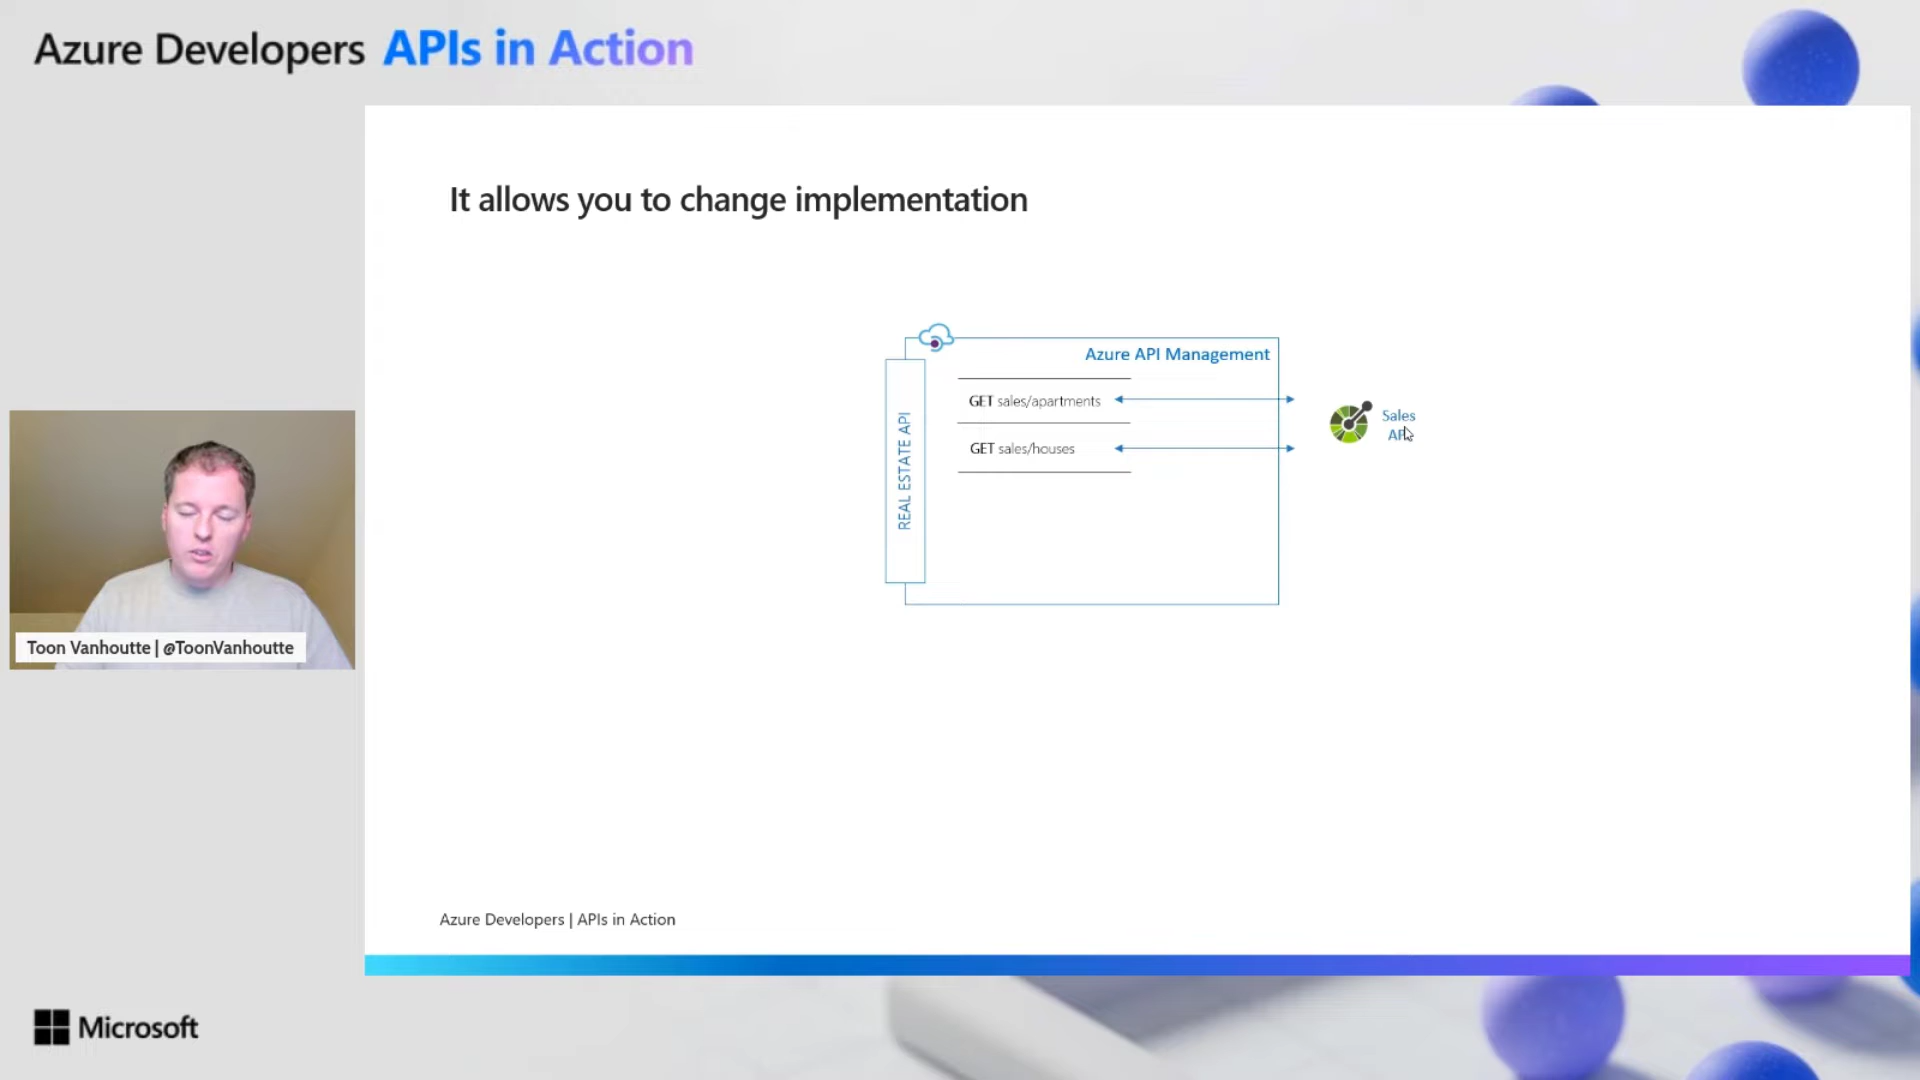 Azure Developers APIs in Action
It allows you to change implementation
Azure API Management
REAL ESTATE API
GET sales/apartments
GET sales/houses
Sales
API
Toon Vanhoutte | @ToonVanhoutte
Azure Developers | APIs in Action
Microsoft